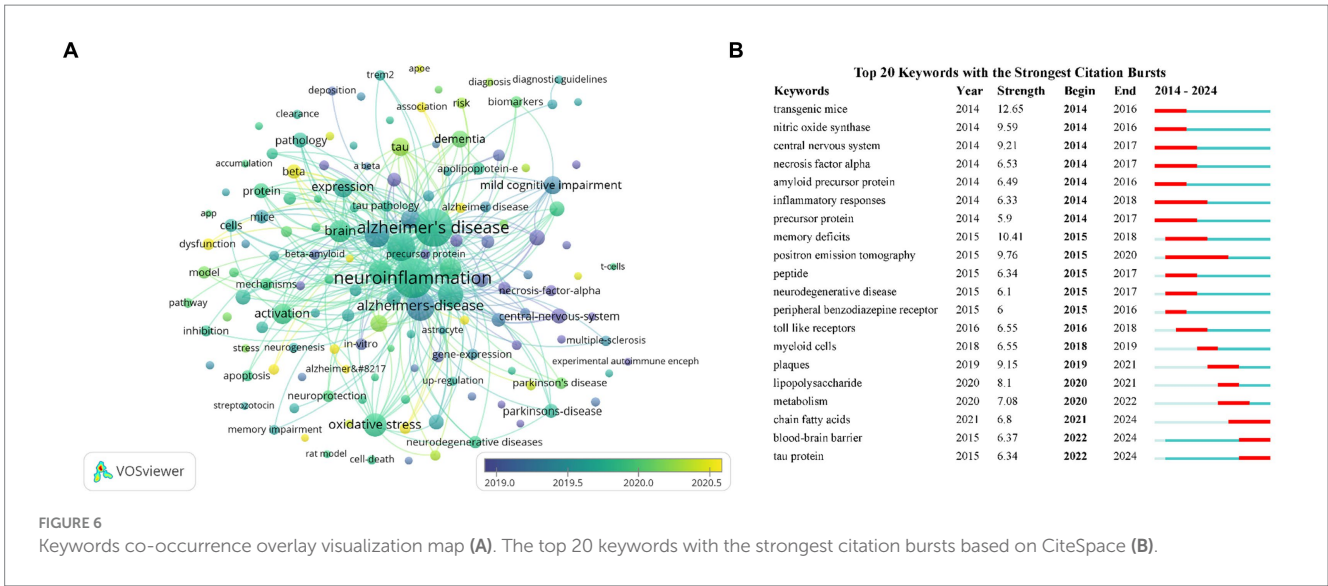 A
trem2
apoe
deposition
diagnosis
diagnostic guidelines
association
risk
biomarkers
clearance
pathology
tau
dementia
accumulation
a beta
beta
apolipoprotein-e
protein
expression
mild cognitive impairment
tau pathology
alzheimer disease
app
mice
cells
brain
alzheimer's disease
dysfunction
beta-amyloid
precursor protein
t-cells
model
mechanisms
neuroinflammation
necrosis-factor-alpha
pathway
activation
alzheimers-disease
central-nervous-system
inhibition
astrocyte
multiple-sclerosis
stress
neurogenesis
in-vitro
gene-expression
experimental autoimmune enceph
apoptosis
alzheimer&#8217
up-regulation
parkinson's disease
streptozotocin
neuroprotection
parkinsons-disease
memory impairment
oxidative stress
neurodegenerative diseases
rat model
cell-death
VOSviewer
2019.0 2019.5 2020.0 2020.5
B
Top 20 Keywords with the Strongest Citation Bursts
Keywords Year Strength Begin End 2014 - 2024
transgenic mice 2014 12.65 2014 2016
nitric oxide synthase 2014 9.59 2014 2016
central nervous system 2014 9.21 2014 2017
necrosis factor alpha 2014 6.53 2014 2017
amyloid precursor protein 2014 6.49 2014 2016
inflammatory responses 2014 6.33 2014 2018
precursor protein 2014 5.9 2014 2017
memory deficits 2015 10.41 2015 2018
positron emission tomography 2015 9.76 2015 2020
peptide 2015 6.34 2015 2017
neurodegenerative disease 2015 6.1 2015 2017
peripheral benzodiazepine receptor 2015 6 2015 2016
toll like receptors 2016 6.55 2016 2018
myeloid cells 2018 6.55 2018 2019
plaques 2019 9.15 2019 2021
lipopolysaccharide 2020 8.1 2020 2021
metabolism 2020 7.08 2020 2022
chain fatty acids 2021 6.8 2021 2024
blood-brain barrier 2015 6.37 2022 2024
tau protein 2015 6.34 2022 2024
FIGURE 6
Keywords co-occurrence overlay visualization map (A). The top 20 keywords with the strongest citation bursts based on CiteSpace (B).